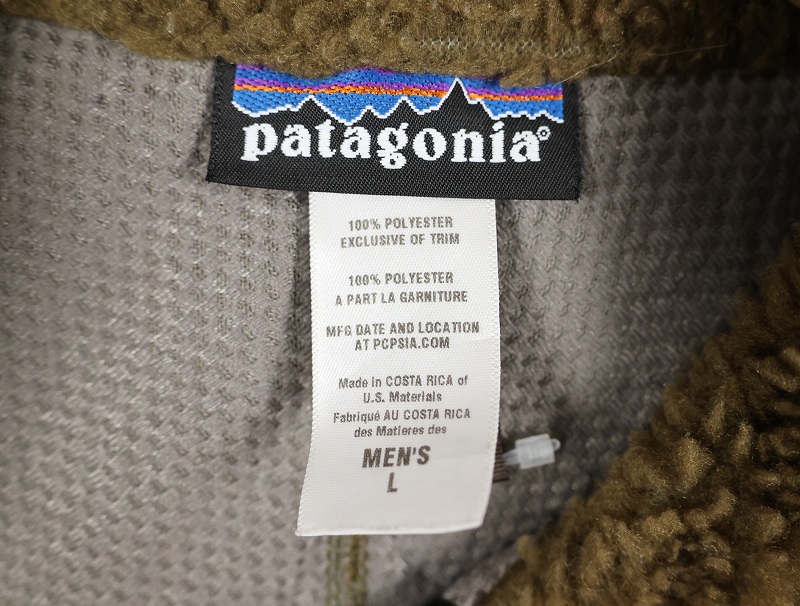 patagonia®
100% POLYESTER
EXCLUSIVE OF TRIM
100% POLYESTER
A PART LA GARNITURE
MFG DATE AND LOCATION
AT PCPSIA.COM
Made in COSTA RICA of
U.S. Materials
Fabriqué AU COSTA RICA
des Matieres des
MEN'S
L